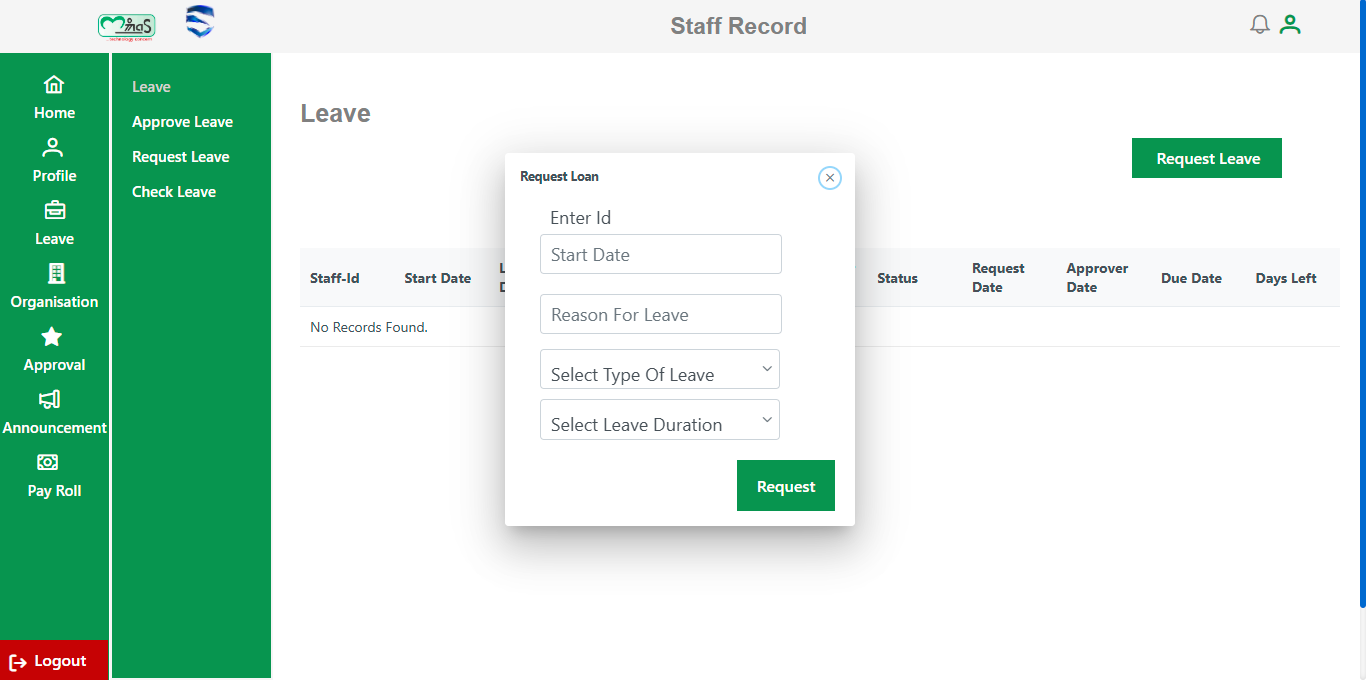 MinaS
Staff Record
Home
Profile
Leave
Organisation
Approval
Announcement
Pay Roll
Logout
Leave
Approve Leave
Request Leave
Check Leave
Leave
Request Leave
Staff-Id
Start Date
Status
Request
Date
Approver
Date
Due Date
Days Left
No Records Found.
Request Loan
Enter Id
Start Date
Reason For Leave
Select Type Of Leave
Select Leave Duration
Request